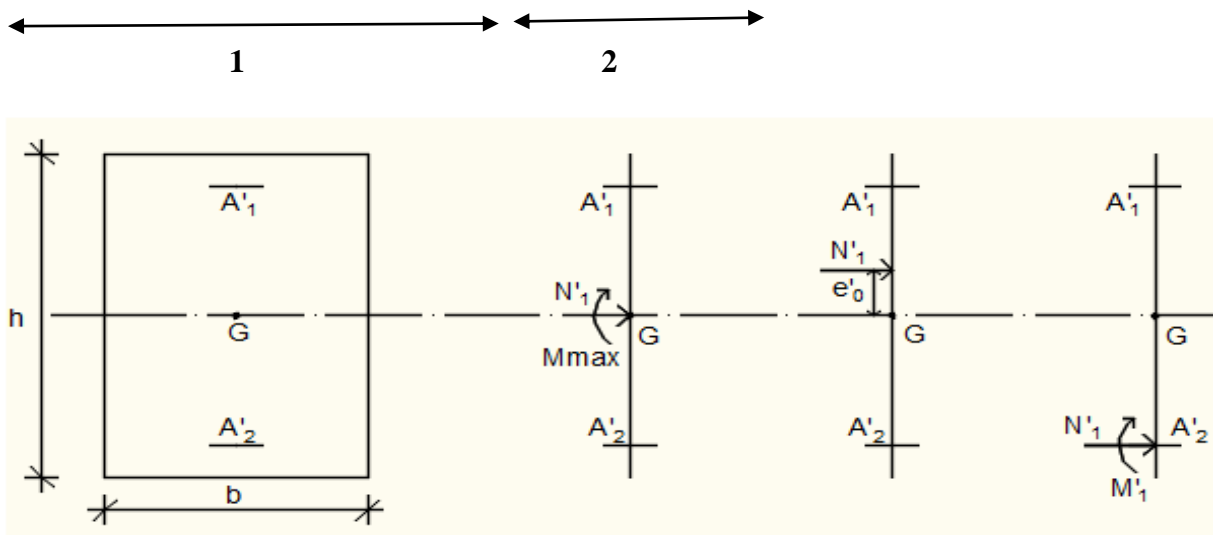 1 2
A'₁ A'₁ A'₁ A'₁
N'₁
N'₁ e'₀
h G G G G
Mmax
A'₂ A'₂ A'₂ N'₁ A'₂
b M'₁